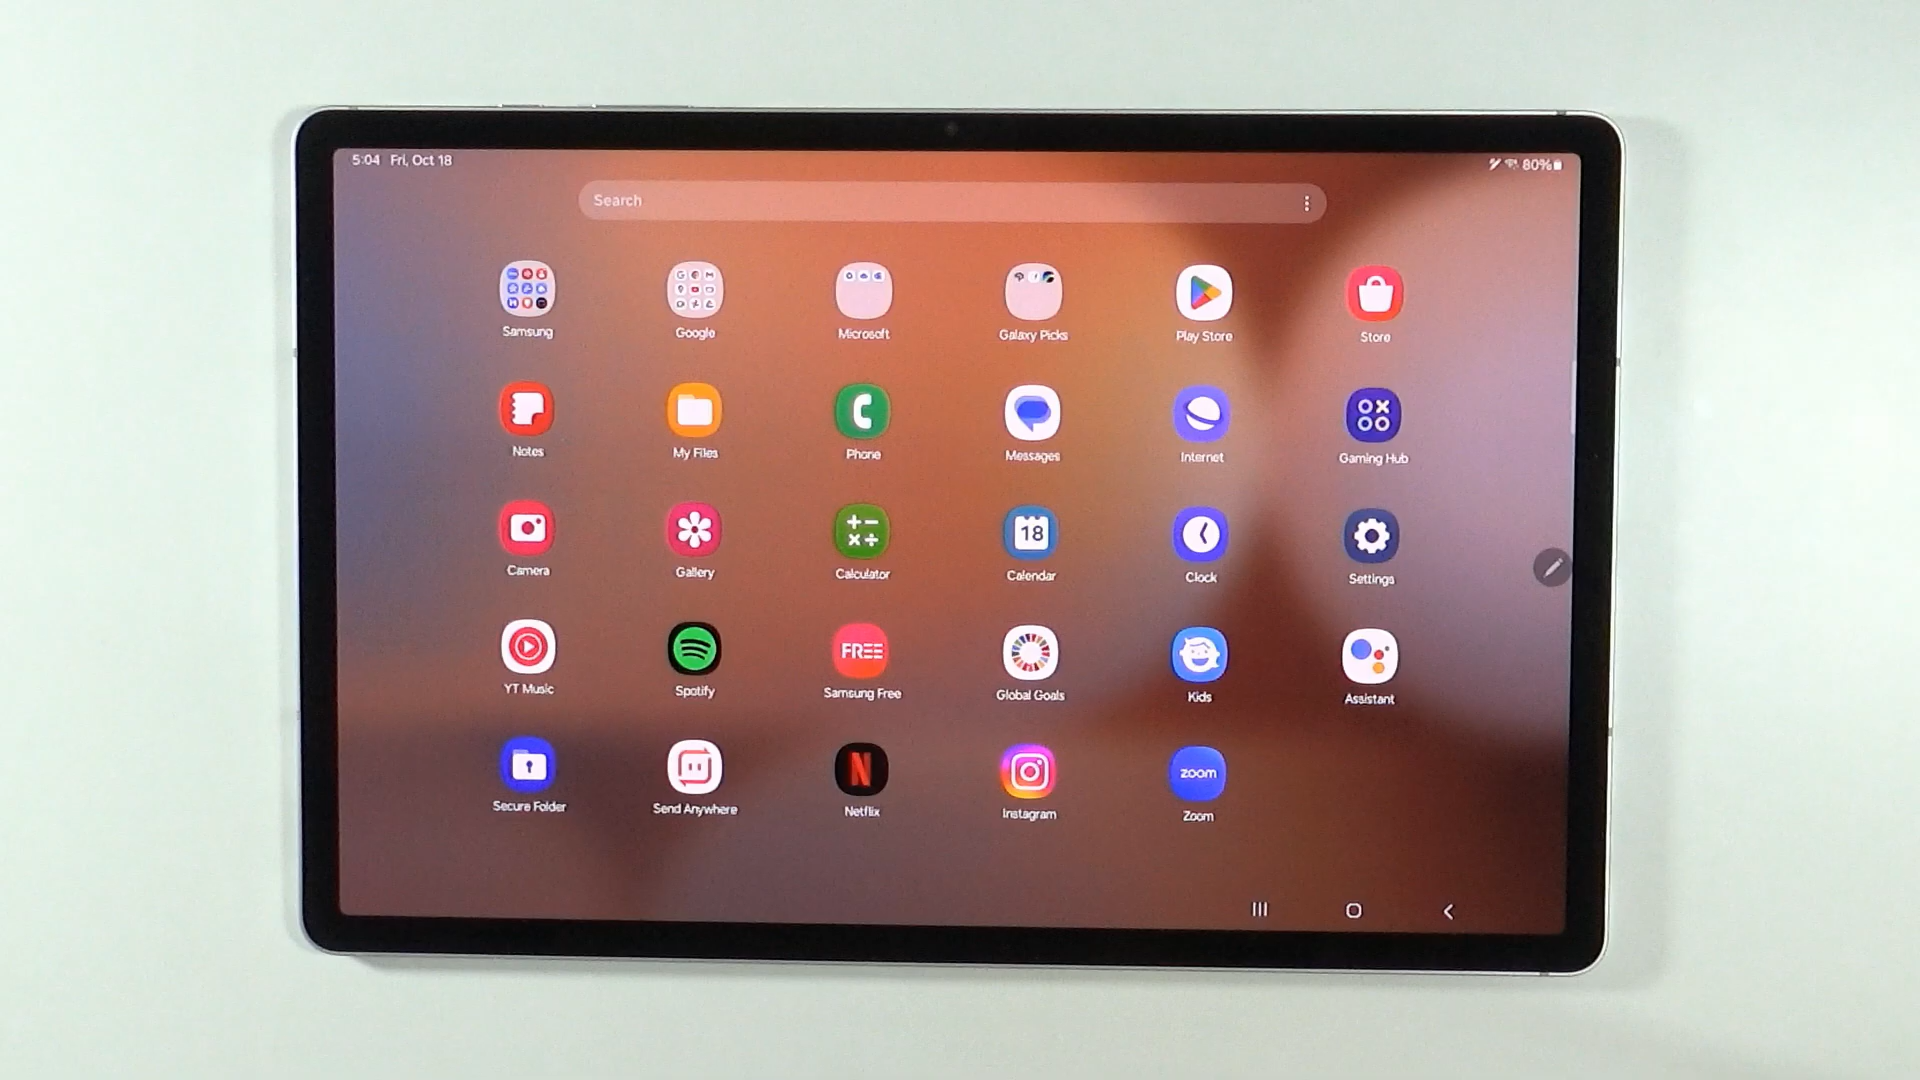 5:04 Fri, Oct 18
80%
Search
Samsung
Google
Microsoft
Galaxy Picks
Play Store
Store
Notes
My Files
Phone
Messages
Internet
Gaming Hub
18
Camera
Gallery
Calculator
Calendar
Clock
Settings
FREE
YT Music
Spotify
Samsung Free
Global Goals
Kids
Assistant
N
zoom
Secure Folder
Send Anywhere
Netflix
Instagram
Zoom